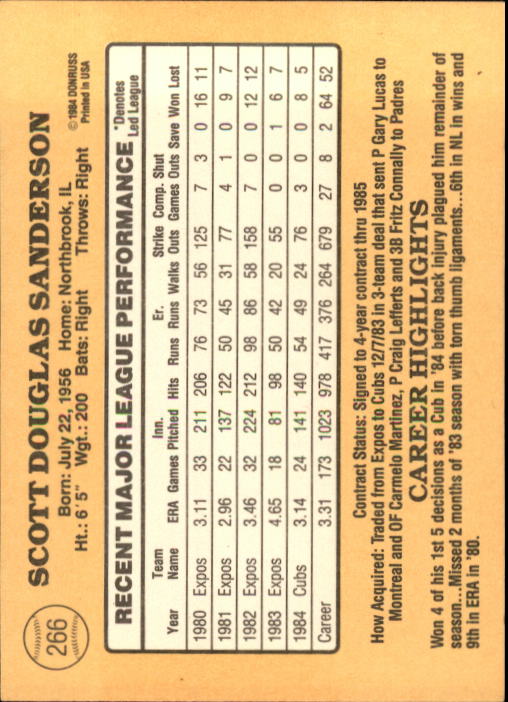 266
SCOTT DOUGLAS SANDERSON
Born: July 22, 1956 Home: Northbrook, IL
Ht.: 6'5" Wgt.: 200 Bats: Right Throws: Right
© 1984 DONRUSS
Printed in USA
RECENT MAJOR LEAGUE PERFORMANCE
*Denotes
Led League
Year Team Name ERA Games Inn. Pitched Hits Runs Er. Runs Walks Strike Outs Comp. Games Shut Outs Save Won Lost
1980 Expos 3.11 33 211 206 76 73 56 125 7 3 0 16 11
1981 Expos 2.96 22 137 122 50 45 31 77 4 1 0 9 7
1982 Expos 3.46 32 224 212 98 86 58 158 7 0 0 12 12
1983 Expos 4.65 18 81 98 50 42 20 55 0 0 1 6 7
1984 Cubs 3.14 24 141 140 54 49 24 76 3 0 0 8 5
Career 3.31 173 1023 978 417 376 264 679 27 8 2 64 52
Contract Status: Signed to 4-year contract thru 1985
How Acquired: Traded from Expos to Cubs 12/7/83 in 3-team deal that sent P Gary Lucas to
Montreal and OF Carmelo Martinez, P Craig Lefferts and 3B Fritz Connally to Padres
CAREER HIGHLIGHTS
Won 4 of his 1st 5 decisions as a Cub in '84 before back injury plagued him remainder of
season...Missed 2 months of '83 season with torn thumb ligaments...6th in NL in wins and
9th in ERA in '80.